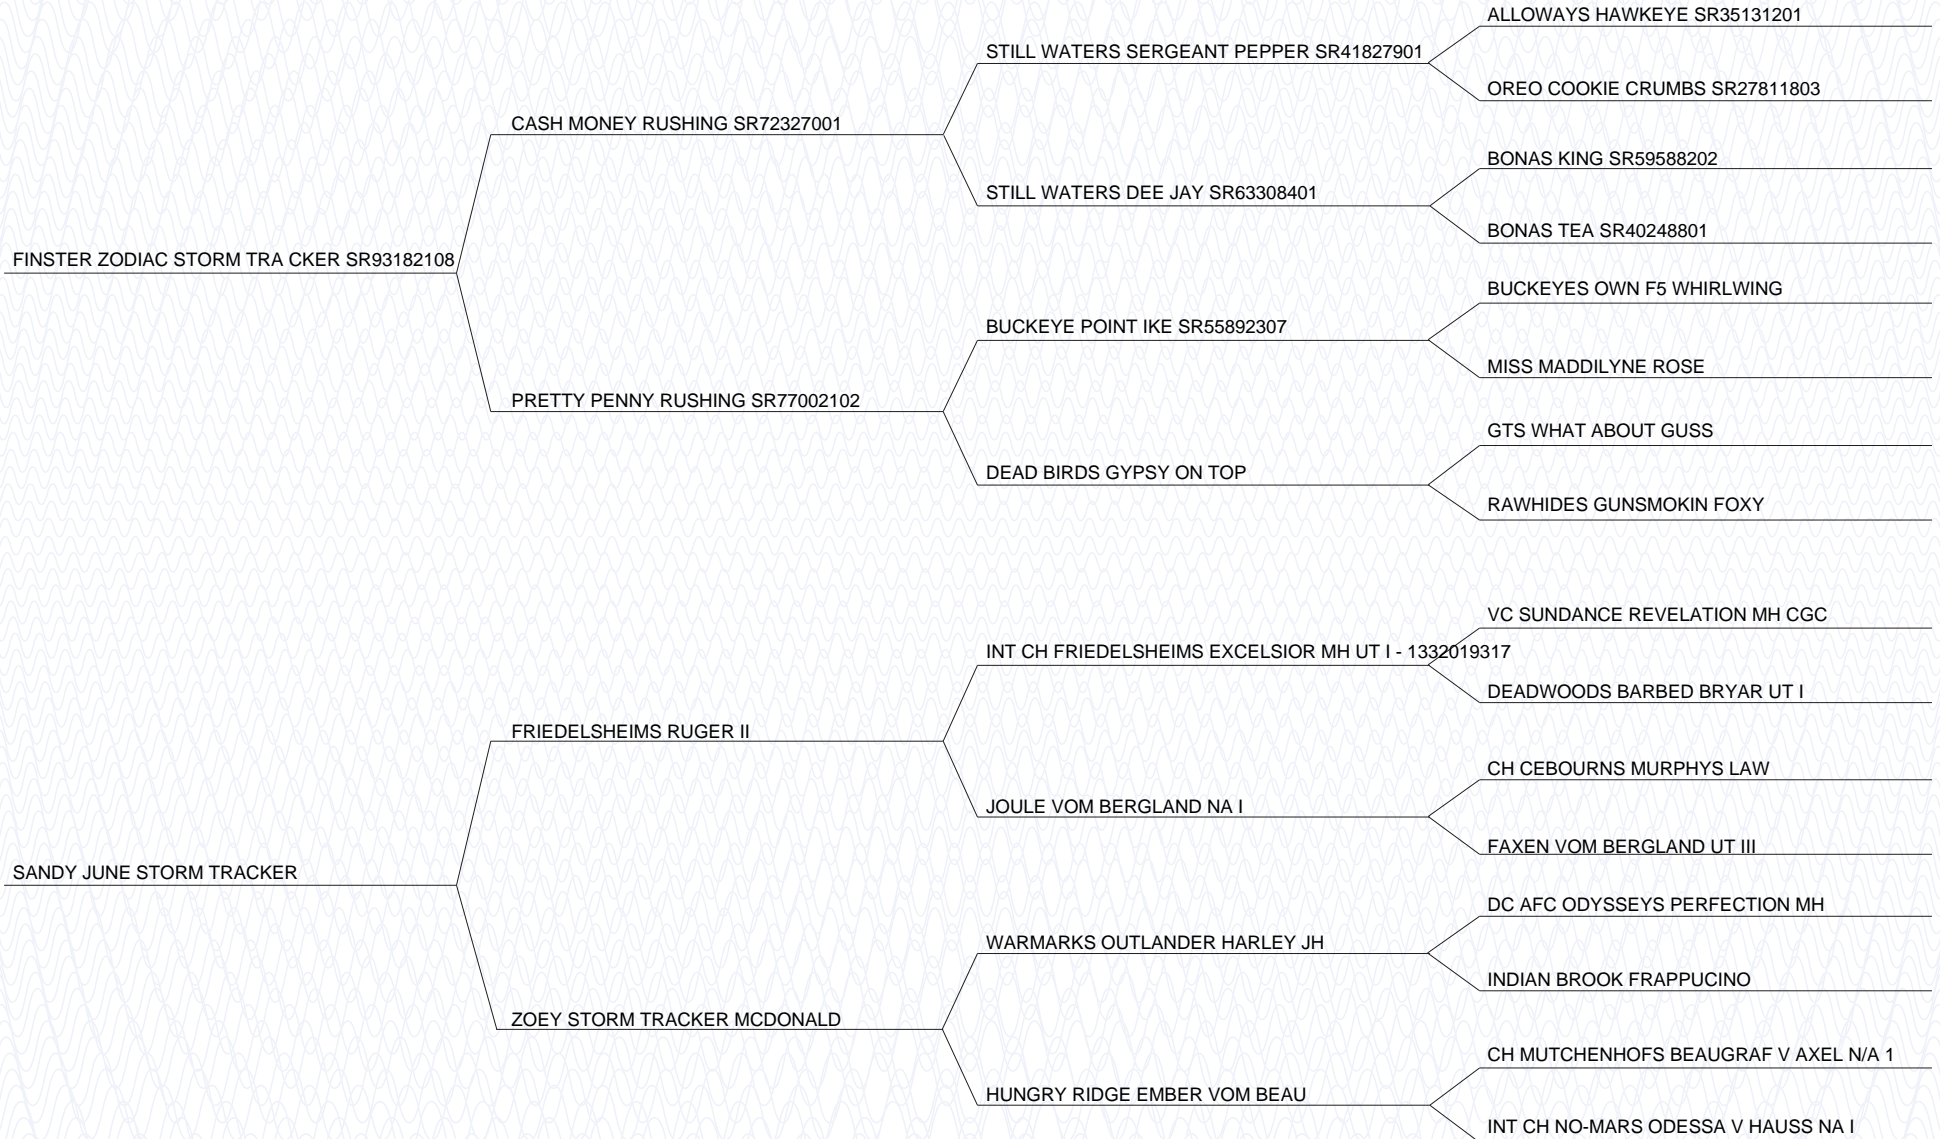 ALLOWAYS HAWKEYE SR35131201
STILL WATERS SERGEANT PEPPER SR41827901
OREO COOKIE CRUMBS SR27811803
CASH MONEY RUSHING SR72327001
BONAS KING SR59588202
STILL WATERS DEE JAY SR63308401
BONAS TEA SR40248801
FINSTER ZODIAC STORM TRA CKER SR93182108
BUCKEYES OWN F5 WHIRLWING
BUCKEYE POINT IKE SR55892307
MISS MADDILYNE ROSE
PRETTY PENNY RUSHING SR77002102
GTS WHAT ABOUT GUSS
DEAD BIRDS GYPSY ON TOP
RAWHIDES GUNSMOKIN FOXY
VC SUNDANCE REVELATION MH CGC
INT CH FRIEDELSHEIMS EXCELSIOR MH UT I - 1332019317
DEADWOODS BARBED BRYAR UT I
FRIEDELSHEIMS RUGER II
CH CEBOURNS MURPHYS LAW
JOULE VOM BERGLAND NA I
FAXEN VOM BERGLAND UT III
SANDY JUNE STORM TRACKER
DC AFC ODYSSEYS PERFECTION MH
WARMARKS OUTLANDER HARLEY JH
INDIAN BROOK FRAPPUCINO
ZOEY STORM TRACKER MCDONALD
CH MUTCHENHOFS BEAUGRAF V AXEL N/A 1
HUNGRY RIDGE EMBER VOM BEAU
INT CH NO-MARS ODESSA V HAUSS NA I